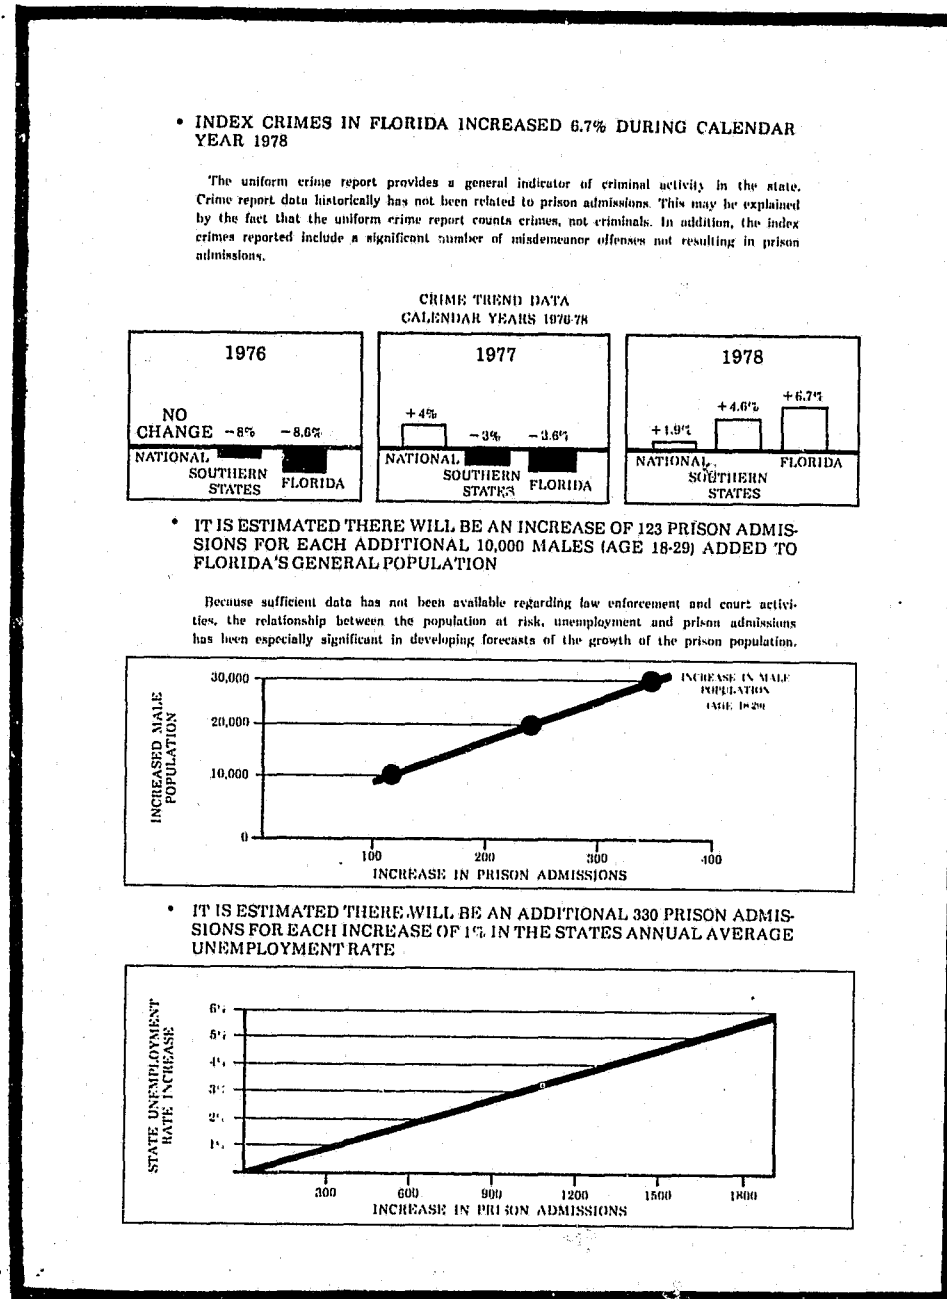 • INDEX CRIMES IN FLORIDA INCREASED 6.7% DURING CALENDAR
YEAR 1978
The uniform crime report provides a general indicator of criminal activity in the state.
Crime report data historically has not been related to prison admissions. This may be explained
by the fact that the uniform crime report counts crimes, not criminals. In addition, the index
crimes reported include a significant number of misdemeanor offenses not resulting in prison
admissions.
CRIME TREND DATA
CALENDAR YEARS 1976-78
1976
NO
CHANGE
-8%
-8.6%
NATIONAL
SOUTHERN
STATES
FLORIDA
1977
+4%
-3%
-3.6%
NATIONAL
SOUTHERN
STATES
FLORIDA
1978
+1.9%
+4.6%
+6.7%
NATIONAL
SOUTHERN
STATES
FLORIDA
• IT IS ESTIMATED THERE WILL BE AN INCREASE OF 123 PRISON ADMIS-
SIONS FOR EACH ADDITIONAL 10,000 MALES (AGE 18-29) ADDED TO
FLORIDA'S GENERAL POPULATION
Because sufficient data has not been available regarding law enforcement and court activi-
ties, the relationship between the population at risk, unemployment and prison admissions
has been especially significant in developing forecasts of the growth of the prison population.
INCREASED MALE
POPULATION
30,000
20,000
10,000
0
INCREASE IN MALE
POPULATION
(AGE 18-29)
100 200 300 400
INCREASE IN PRISON ADMISSIONS
• IT IS ESTIMATED THERE WILL BE AN ADDITIONAL 330 PRISON ADMIS-
SIONS FOR EACH INCREASE OF 1% IN THE STATES ANNUAL AVERAGE
UNEMPLOYMENT RATE
STATE UNEMPLOYMENT
RATE INCREASE
6%
5%
4%
3%
2%
1%
300 600 900 1200 1500 1800
INCREASE IN PRISON ADMISSIONS